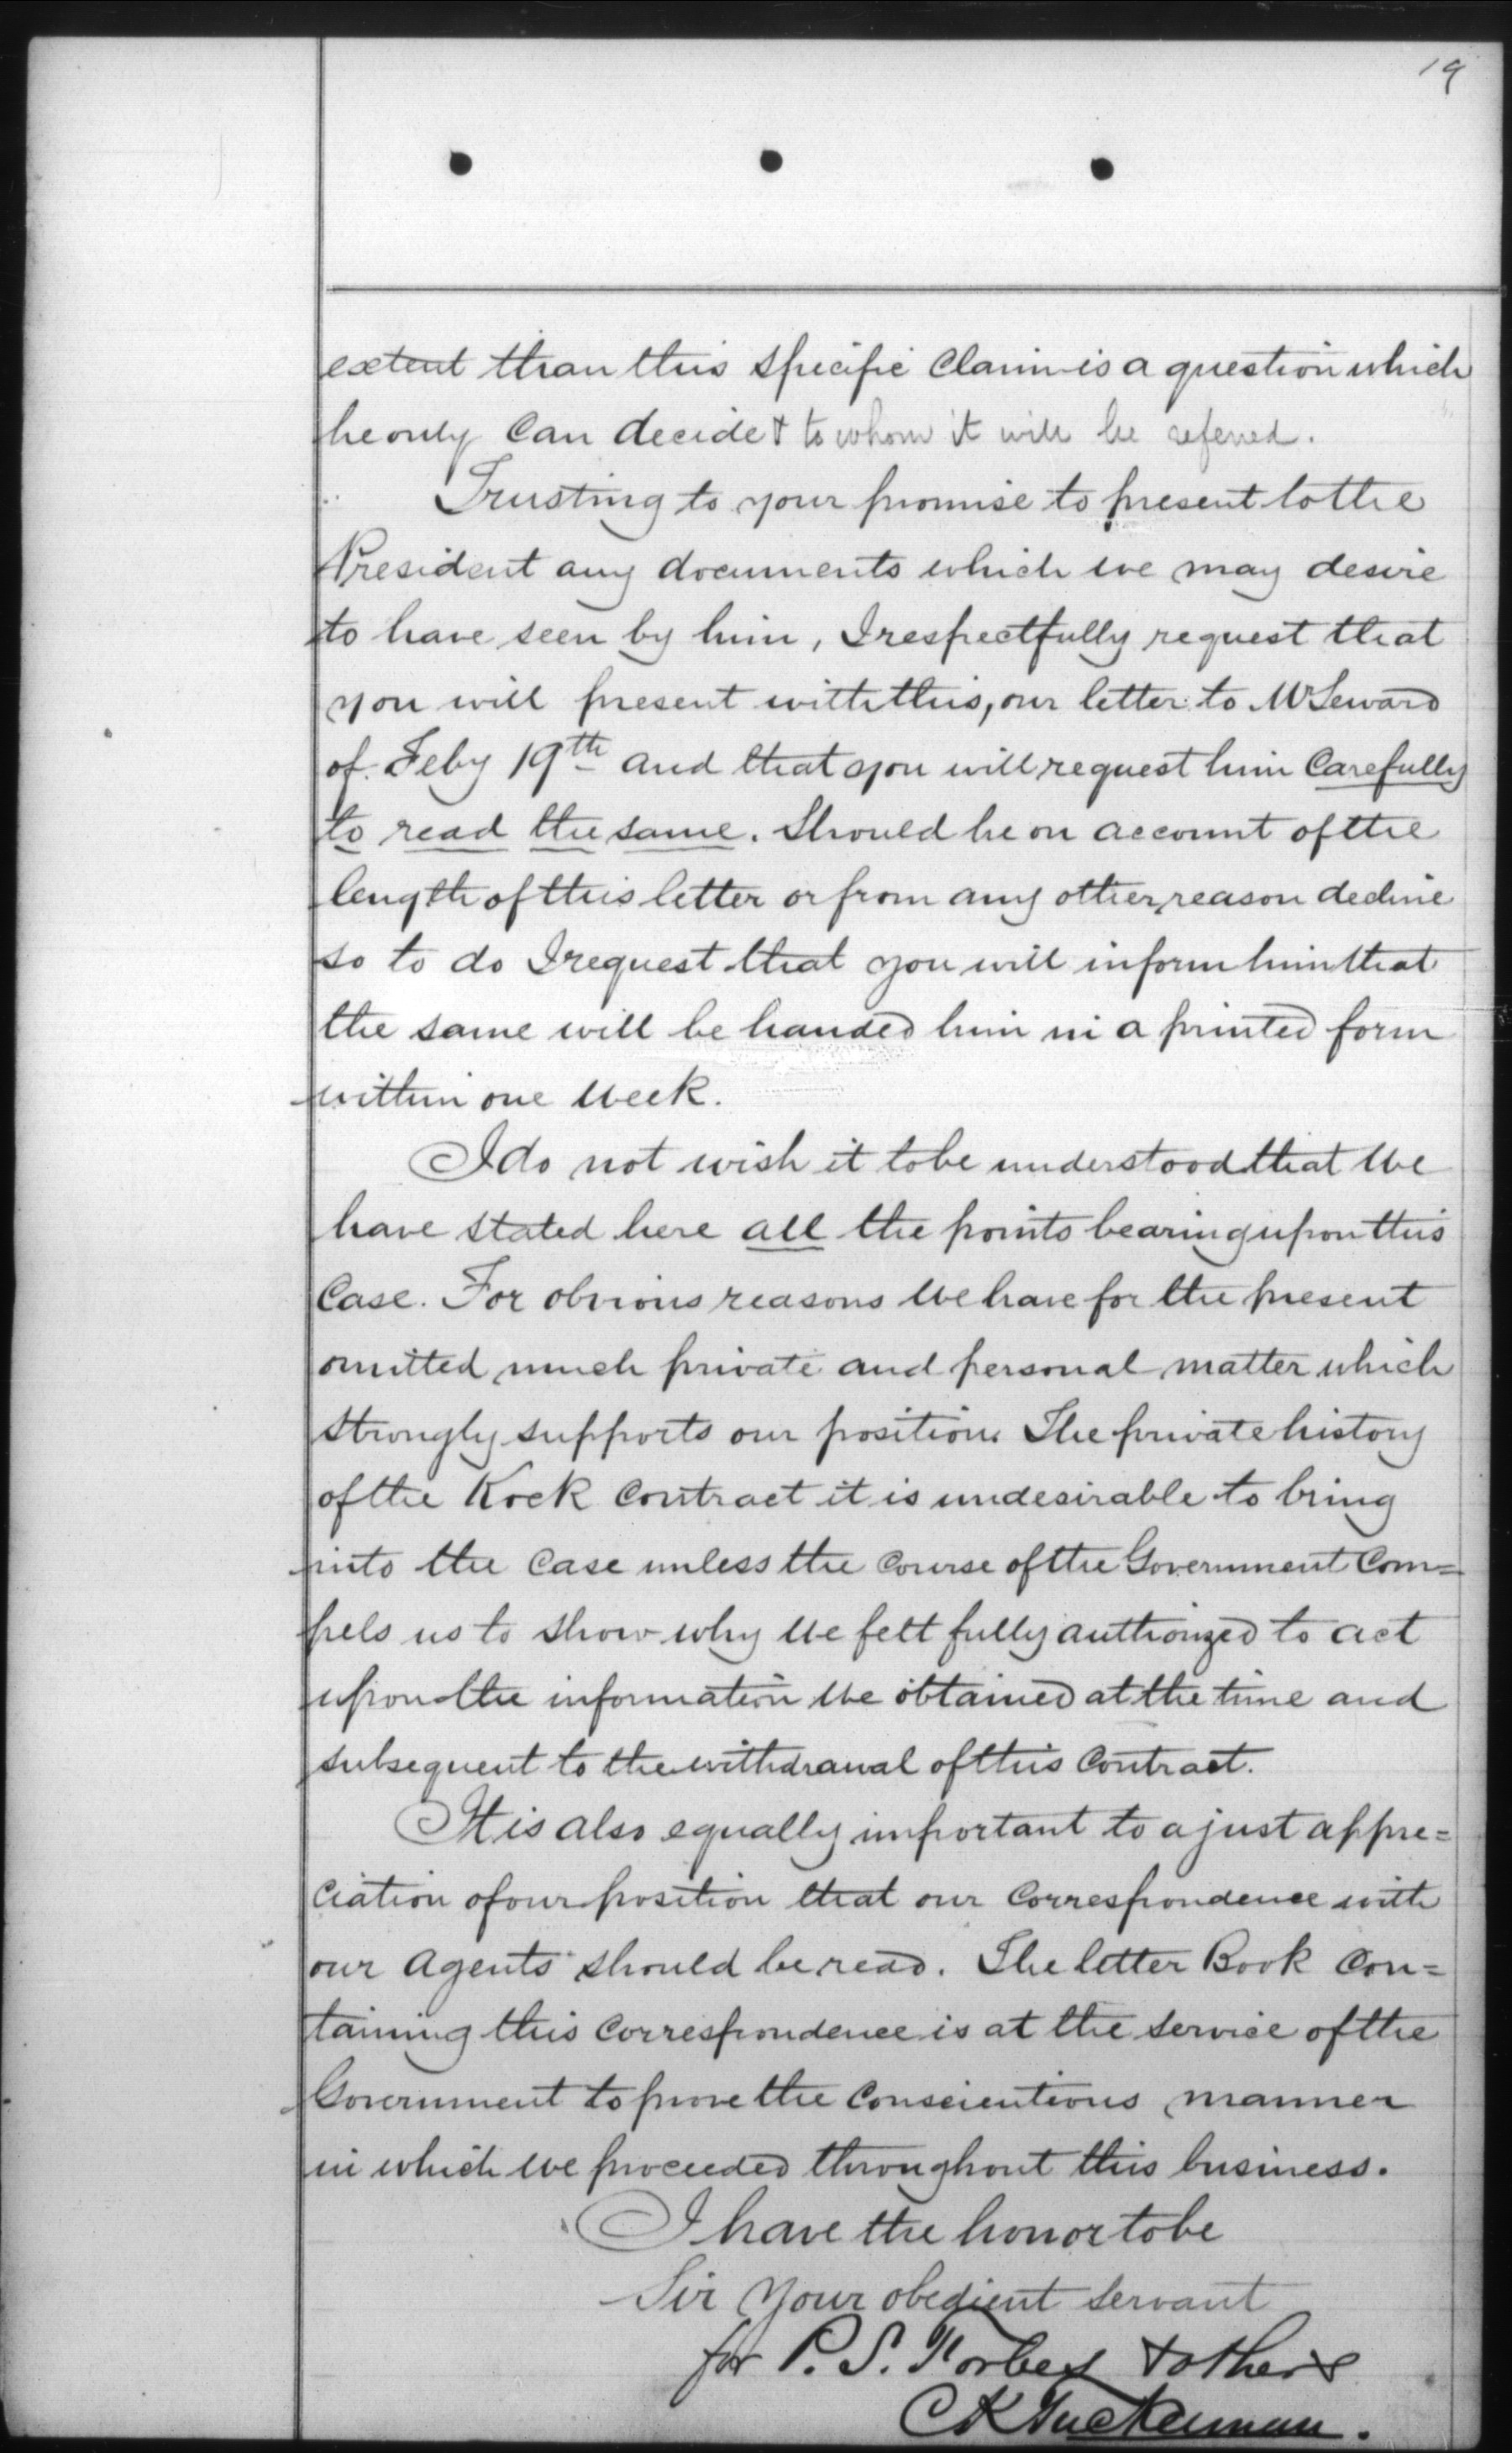 19
extent than this specific claim is a question which
he only can decide & to whom it will be referred.
Trusting to your promise to present to the
President any documents which we may desire
to have seen by him, I respectfully request that
you will present with this, our letter to Mr Seward
of Feby 19th and that you will request him carefully
to read the same. Should he on account of the
length of this letter or from any other reason decline
so to do I request that you will inform him that
the same will be handed him in a printed form
within one week.
I do not wish it to be understood that we
have stated here all the points bearing upon this
case. For obvious reasons we have for the present
omitted much private and personal matter which
strongly supports our position. The private history
of the Kock contract it is undesirable to bring
into the case unless the course of the Government com=
pels us to show why we felt fully authorized to act
upon the information we obtained at the time and
subsequent to the withdrawal of this contract.
It is also equally important to a just appre=
ciation of our position that our correspondence with
our agents should be read. The letter Book con=
taining this correspondence is at the service of the
Government to prove the conscientious manner
in which we proceeded throughout this business.
I have the honor to be
Sir your obedient servant
for P. S. Forbes & others
C K Tuckerman.